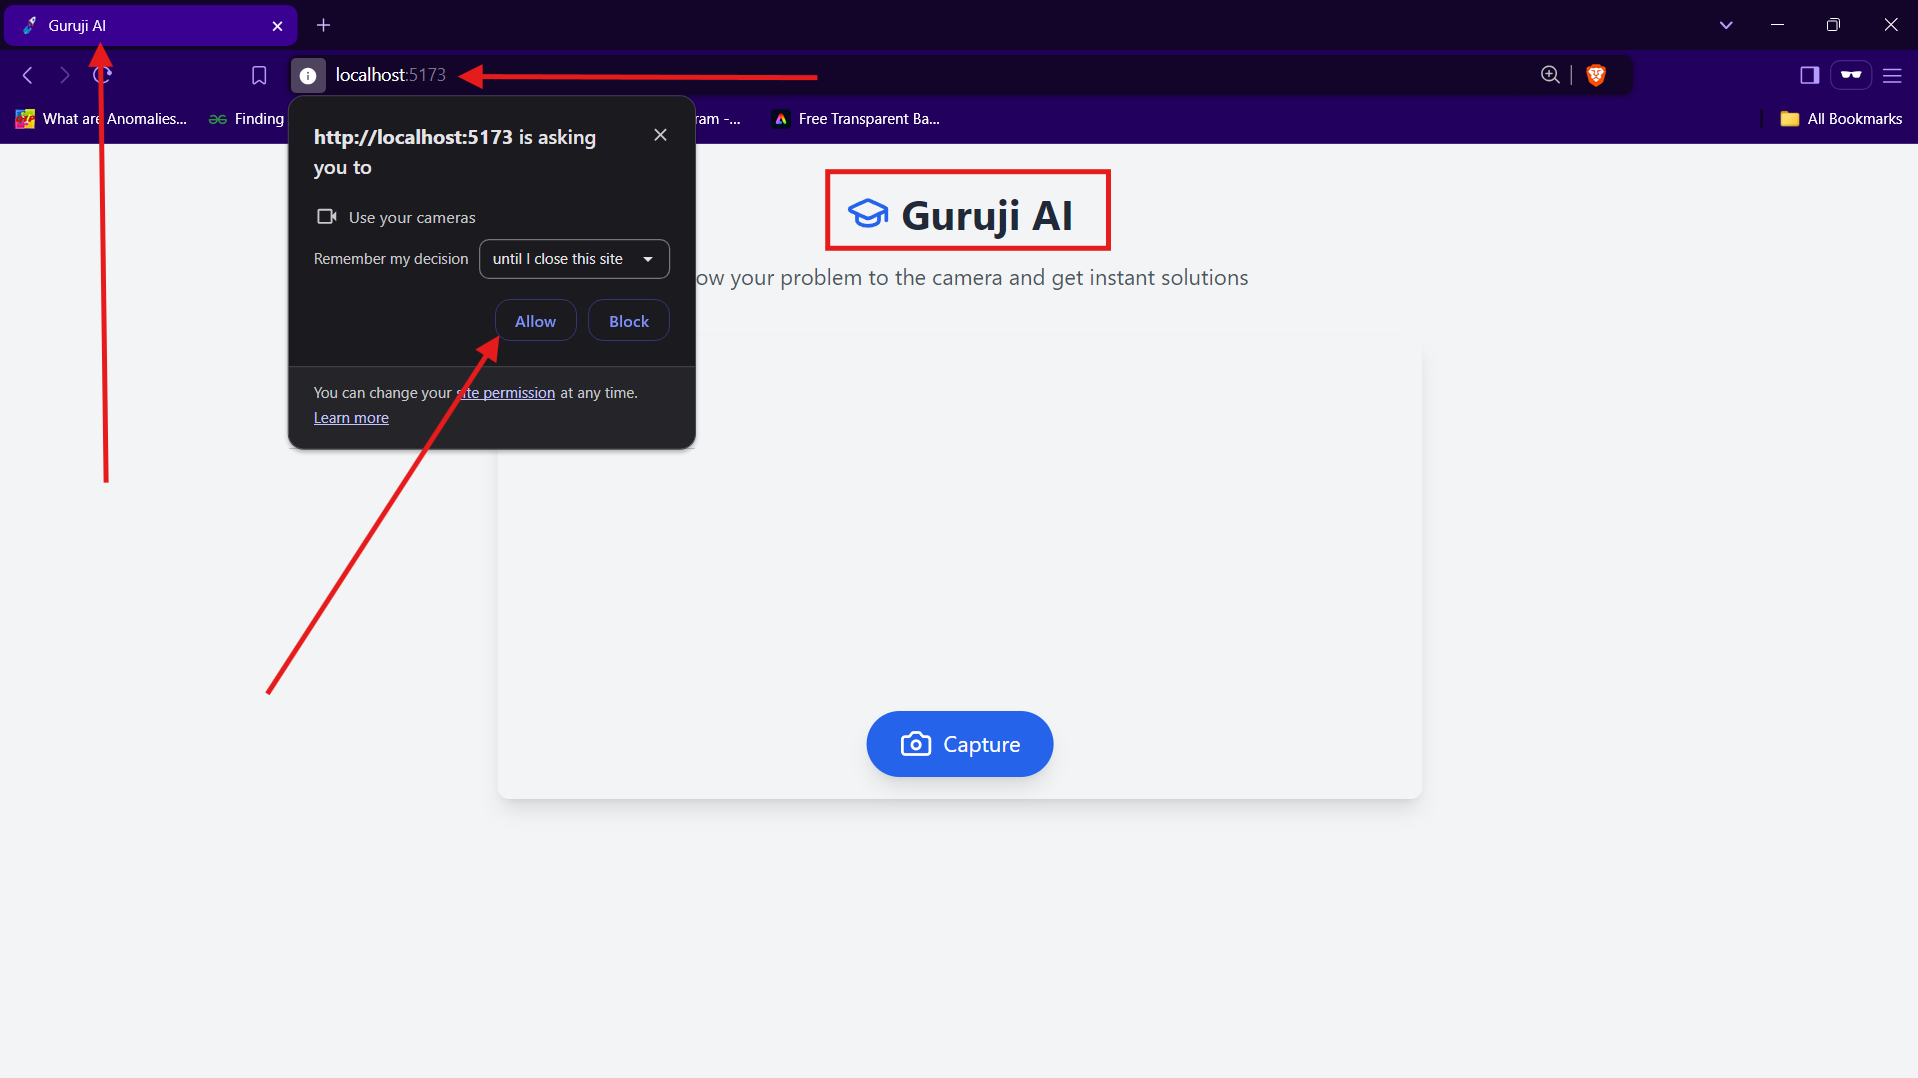 Guruji AI
localhost:5173
What are Anomalies...
Finding
ram -...
Free Transparent Ba...
All Bookmarks
http://localhost:5173 is asking
you to
Use your cameras
Remember my decision
until I close this site
Allow
Block
You can change your site permission at any time.
Learn more
Guruji AI
ow your problem to the camera and get instant solutions
Capture